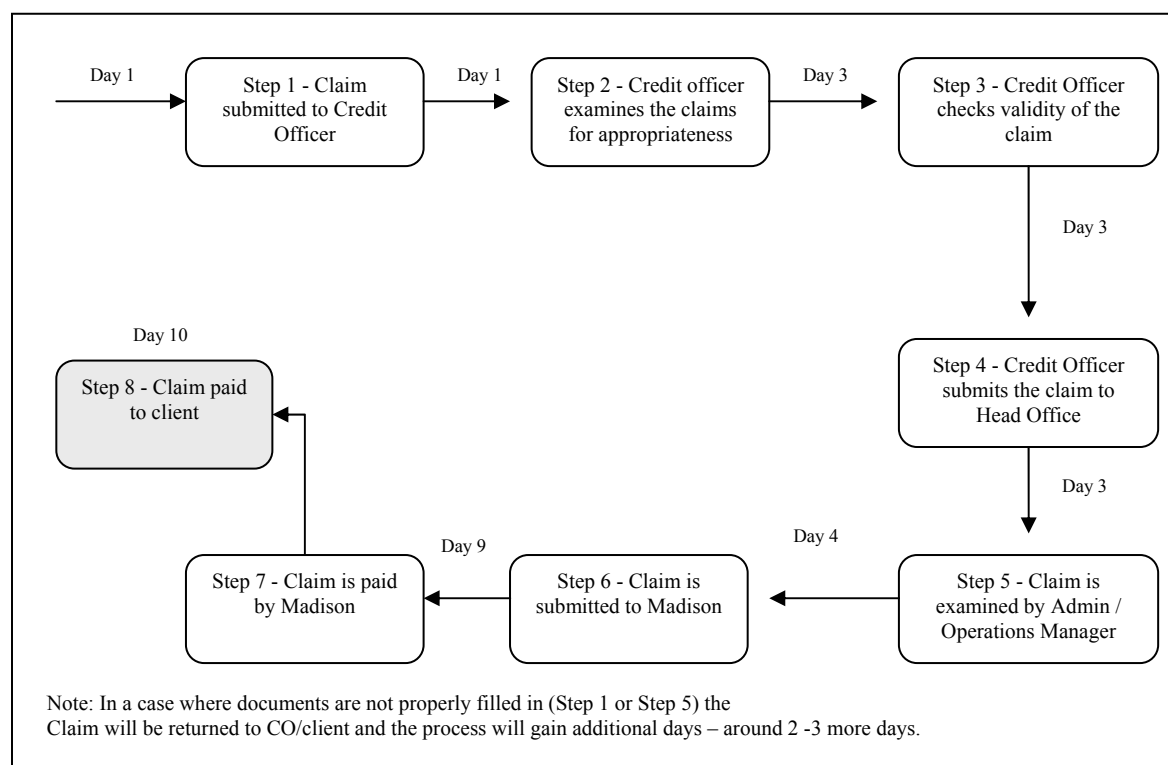 Day 1
Step 1 - Claim
submitted to Credit
Officer
Day 1
Step 2 - Credit officer
examines the claims
for appropriateness
Day 3
Step 3 - Credit Officer
checks validity of the
claim
Day 3
Step 4 - Credit Officer
submits the claim to
Head Office
Day 3
Step 5 - Claim is
examined by Admin /
Operations Manager
Day 4
Step 6 - Claim is
submitted to Madison
Day 9
Step 7 - Claim is paid
by Madison
Day 10
Step 8 - Claim paid
to client
Note: In a case where documents are not properly filled in (Step 1 or Step 5) the
Claim will be returned to CO/client and the process will gain additional days – around 2 -3 more days.